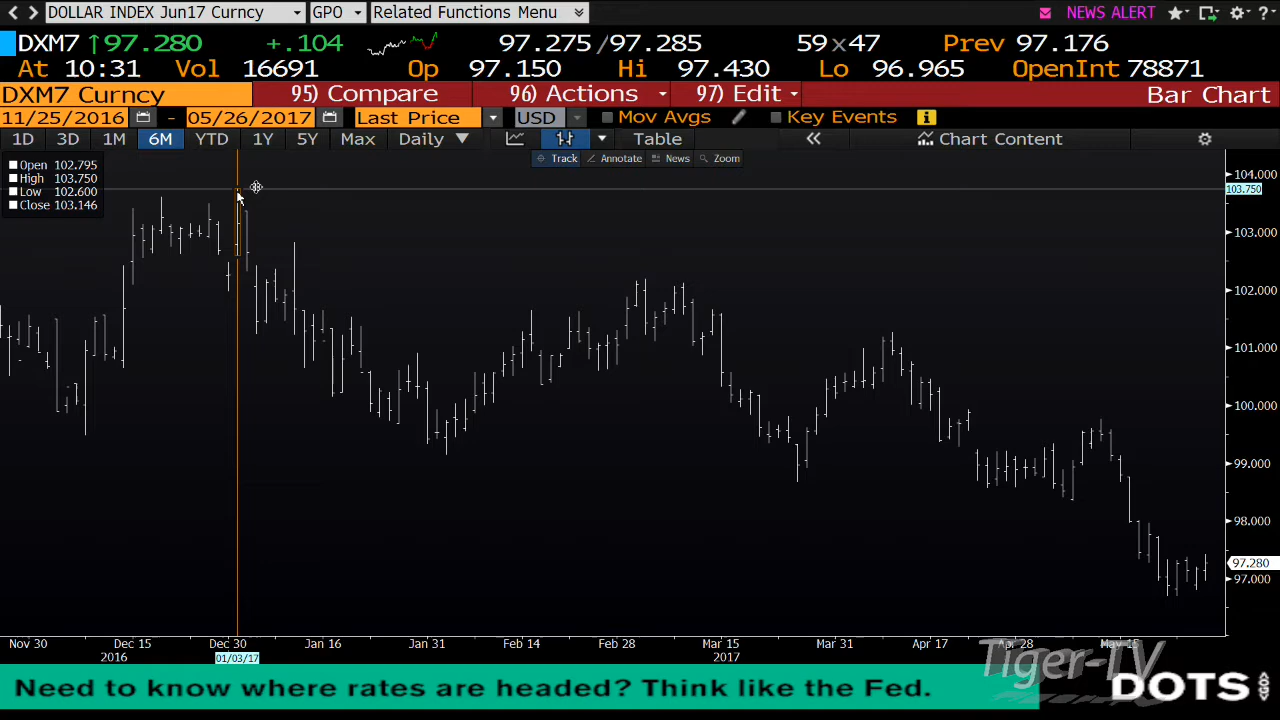 DOLLAR INDEX Jun17 Curncy GPO Related Functions Menu NEWS ALERT ?
DXM7 ↑97.280 +.104 97.275/97.285 59x47 Prev 97.176
At 10:31 Vol 16691 Op 97.150 Hi 97.430 Lo 96.965 OpenInt 78871
DXM7 Curncy 95) Compare 96) Actions 97) Edit Bar Chart
11/25/2016 - 05/26/2017 Last Price USD Mov Avgs Key Events i
1D 3D 1M 6M YTD 1Y 5Y Max Daily Table « Chart Content
Track Annotate News Zoom
Open 102.795
High 103.750
Low 102.600
Close 103.146
104.000
103.750
103.000
102.000
101.000
100.000
99.000
98.000
97.280
97.000
Nov 30 Dec 15 Dec 30 Jan 16 Jan 31 Feb 14 Feb 28 Mar 15 Mar 31 Apr 17 Apr 28 May 15
2016 01/03/17 2017
Tiger-TV
Need to know where rates are headed? Think like the Fed.
DOTS